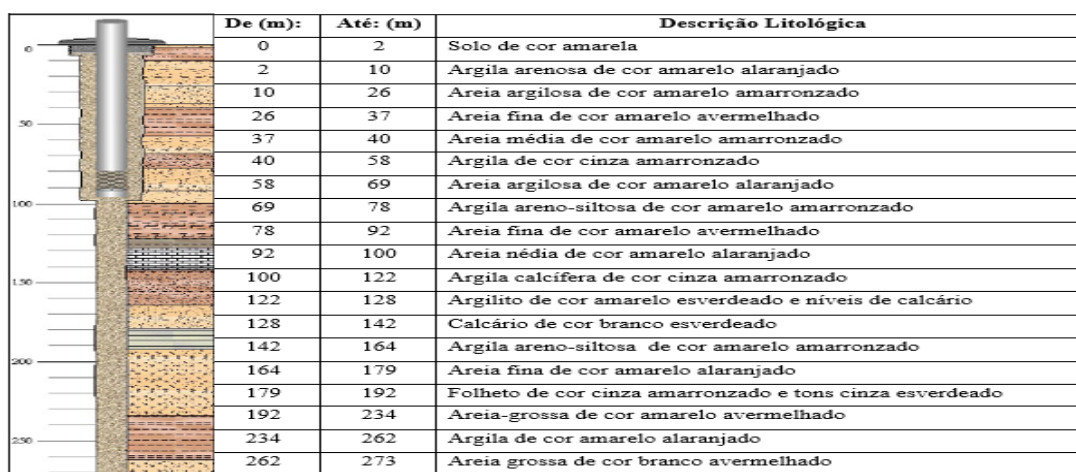 De (m): Até: (m) Descrição Litológica
0 2 Solo de cor amarela
2 10 Argila arenosa de cor amarelo alaranjado
10 26 Areia argilosa de cor amarelo amarronzado
26 37 Areia fina de cor amarelo avermelhado
37 40 Areia média de cor amarelo amarronzado
40 58 Argila de cor cinza amarronzado
58 69 Areia argilosa de cor amarelo alaranjado
69 78 Argila areno-siltosa de cor amarelo amarronzado
78 92 Areia fina de cor amarelo avermelhado
92 100 Areia nédia de cor amarelo alaranjado
100 122 Argila calcífera de cor cinza amarronzado
122 128 Argilito de cor amarelo esverdeado e níveis de calcário
128 142 Calcário de cor branco esverdeado
142 164 Argila areno-siltosa de cor amarelo amarronzado
164 179 Areia fina de cor amarelo alaranjado
179 192 Folheto de cor cinza amarronzado e tons cinza esverdeado
192 234 Areia-grossa de cor amarelo avermelhado
234 262 Argila de cor amarelo alaranjado
262 273 Areia grossa de cor branco avermelhado
0
50
100
150
200
250